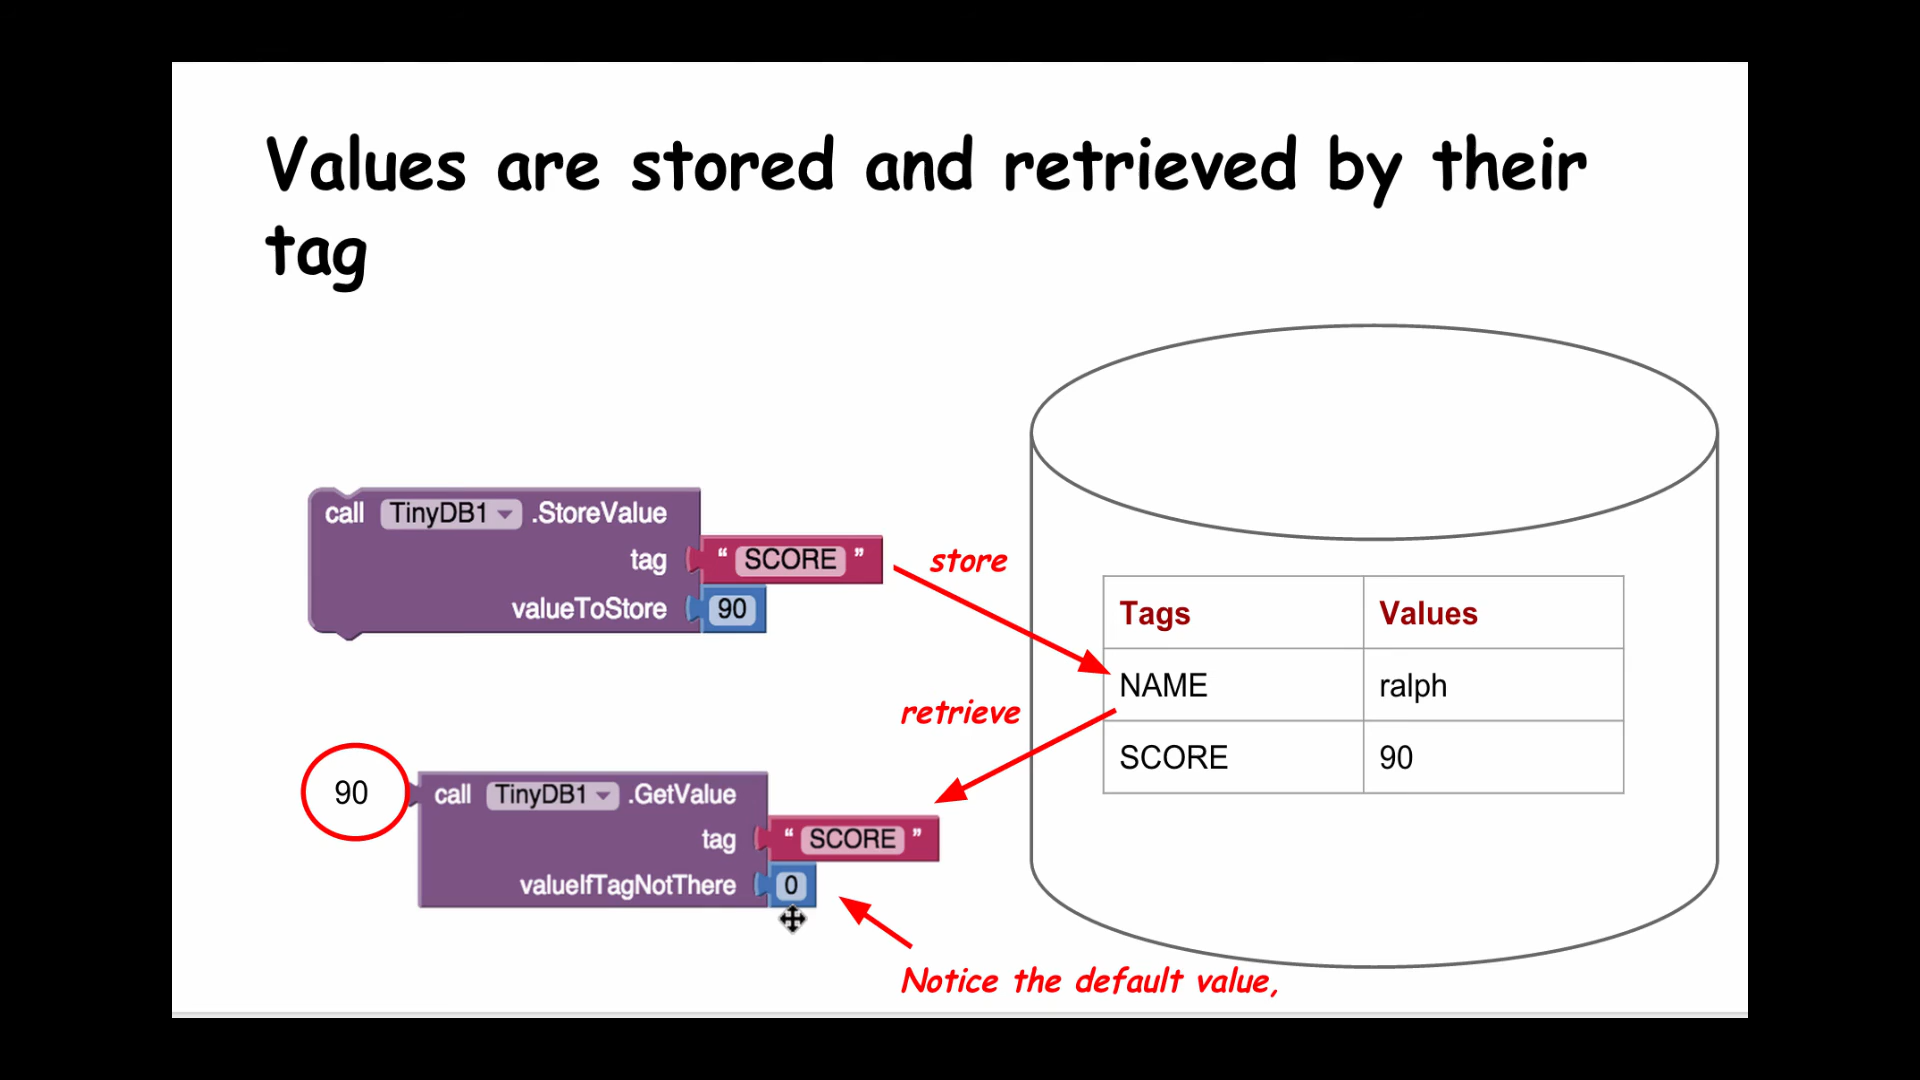 Values are stored and retrieved by their
tag
call TinyDB1 .StoreValue
tag “ SCORE ”
valueToStore 90
store
retrieve
90
call TinyDB1 .GetValue
tag “ SCORE ”
valueIfTagNotThere 0
Notice the default value,
Tags Values
NAME ralph
SCORE 90